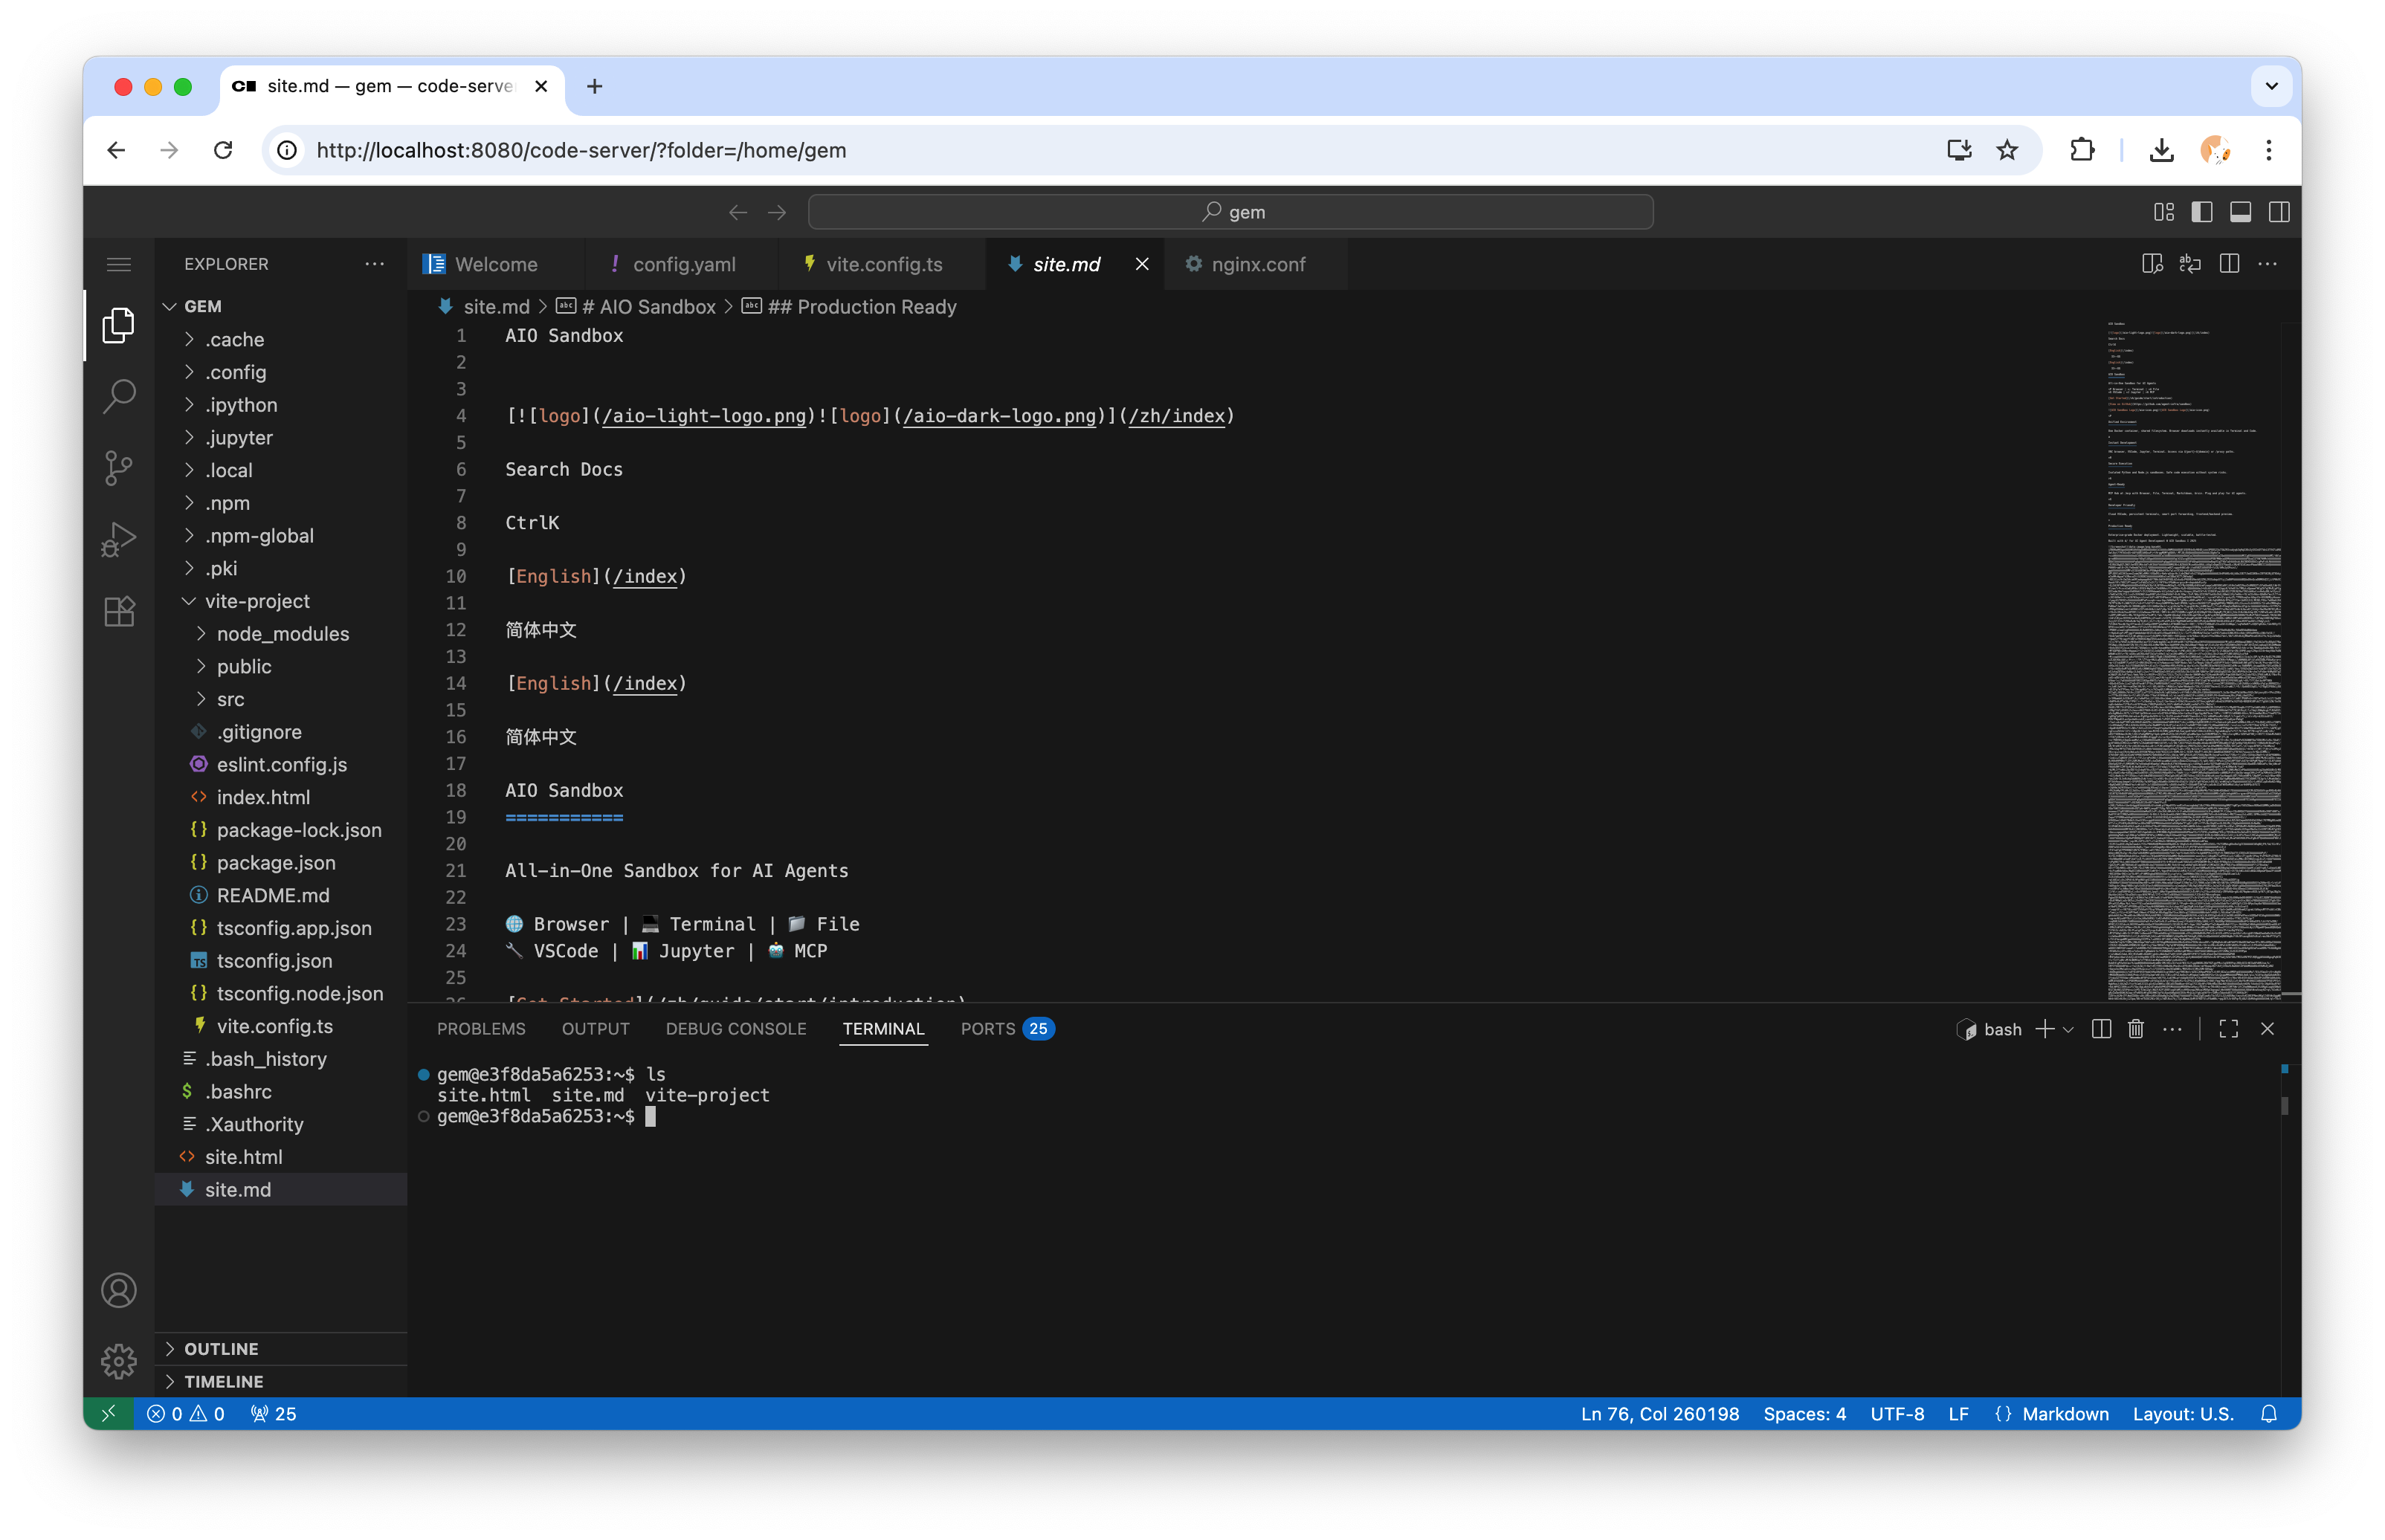 site.md — gem — code-serve
http://localhost:8080/code-server/?folder=/home/gem
gem
EXPLORER
GEM
.cache
.config
.ipython
.jupyter
.local
.npm
.npm-global
.pki
vite-project
node_modules
public
src
.gitignore
eslint.config.js
index.html
package-lock.json
package.json
README.md
tsconfig.app.json
tsconfig.json
tsconfig.node.json
vite.config.ts
.bash_history
.bashrc
.Xauthority
site.html
site.md
OUTLINE
TIMELINE
Welcome
config.yaml
vite.config.ts
site.md
nginx.conf
site.md > # AIO Sandbox > ## Production Ready
1 AIO Sandbox
2
3
4 [![logo](/aio-light-logo.png)![logo](/aio-dark-logo.png)](/zh/index)
5
6 Search Docs
7
8 CtrlK
9
10 [English](/index)
11
12 简体中文
13
14 [English](/index)
15
16 简体中文
17
18 AIO Sandbox
19 ===========
20
21 All-in-One Sandbox for AI Agents
22
23 🌐 Browser | 💻 Terminal | 📁 File
24 🔧 VSCode | 📊 Jupyter | 🤖 MCP
25
26 [Get Started](/zh/guide/start/introduction)
PROBLEMS
OUTPUT
DEBUG CONSOLE
TERMINAL
PORTS 25
bash
gem@e3f8da5a6253:~$ ls
site.html site.md vite-project
gem@e3f8da5a6253:~$
0 0 25
Ln 76, Col 260198
Spaces: 4
UTF-8
LF
{} Markdown
Layout: U.S.